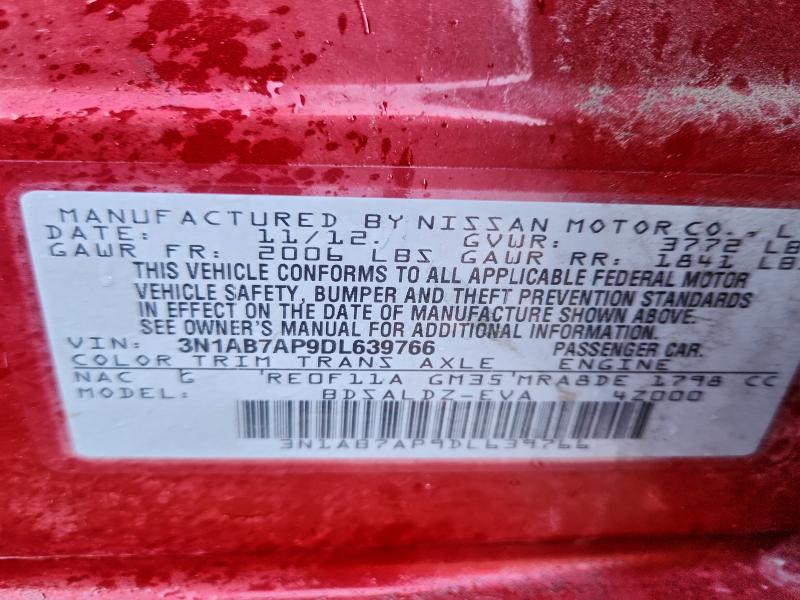 MANUFACTURED BY NISSAN MOTOR CO., L
DATE: 11/12. GVWR: 3772 LB
GAWR FR: 2006 LBS GAWR RR: 1841 LB
THIS VEHICLE CONFORMS TO ALL APPLICABLE FEDERAL MOTOR
VEHICLE SAFETY, BUMPER AND THEFT PREVENTION STANDARDS
IN EFFECT ON THE DATE OF MANUFACTURE SHOWN ABOVE.
SEE OWNER'S MANUAL FOR ADDITIONAL INFORMATION.
VIN: 3N1AB7AP9DL639766 PASSENGER CAR.
COLOR TRIM TRANS AXLE ENGINE
NAC G 'RE0F11A GM35'MRA8DE 1798 CC
MODEL: BDSALDZ-EVA 4Z000
3N1AB7AP9DL639766